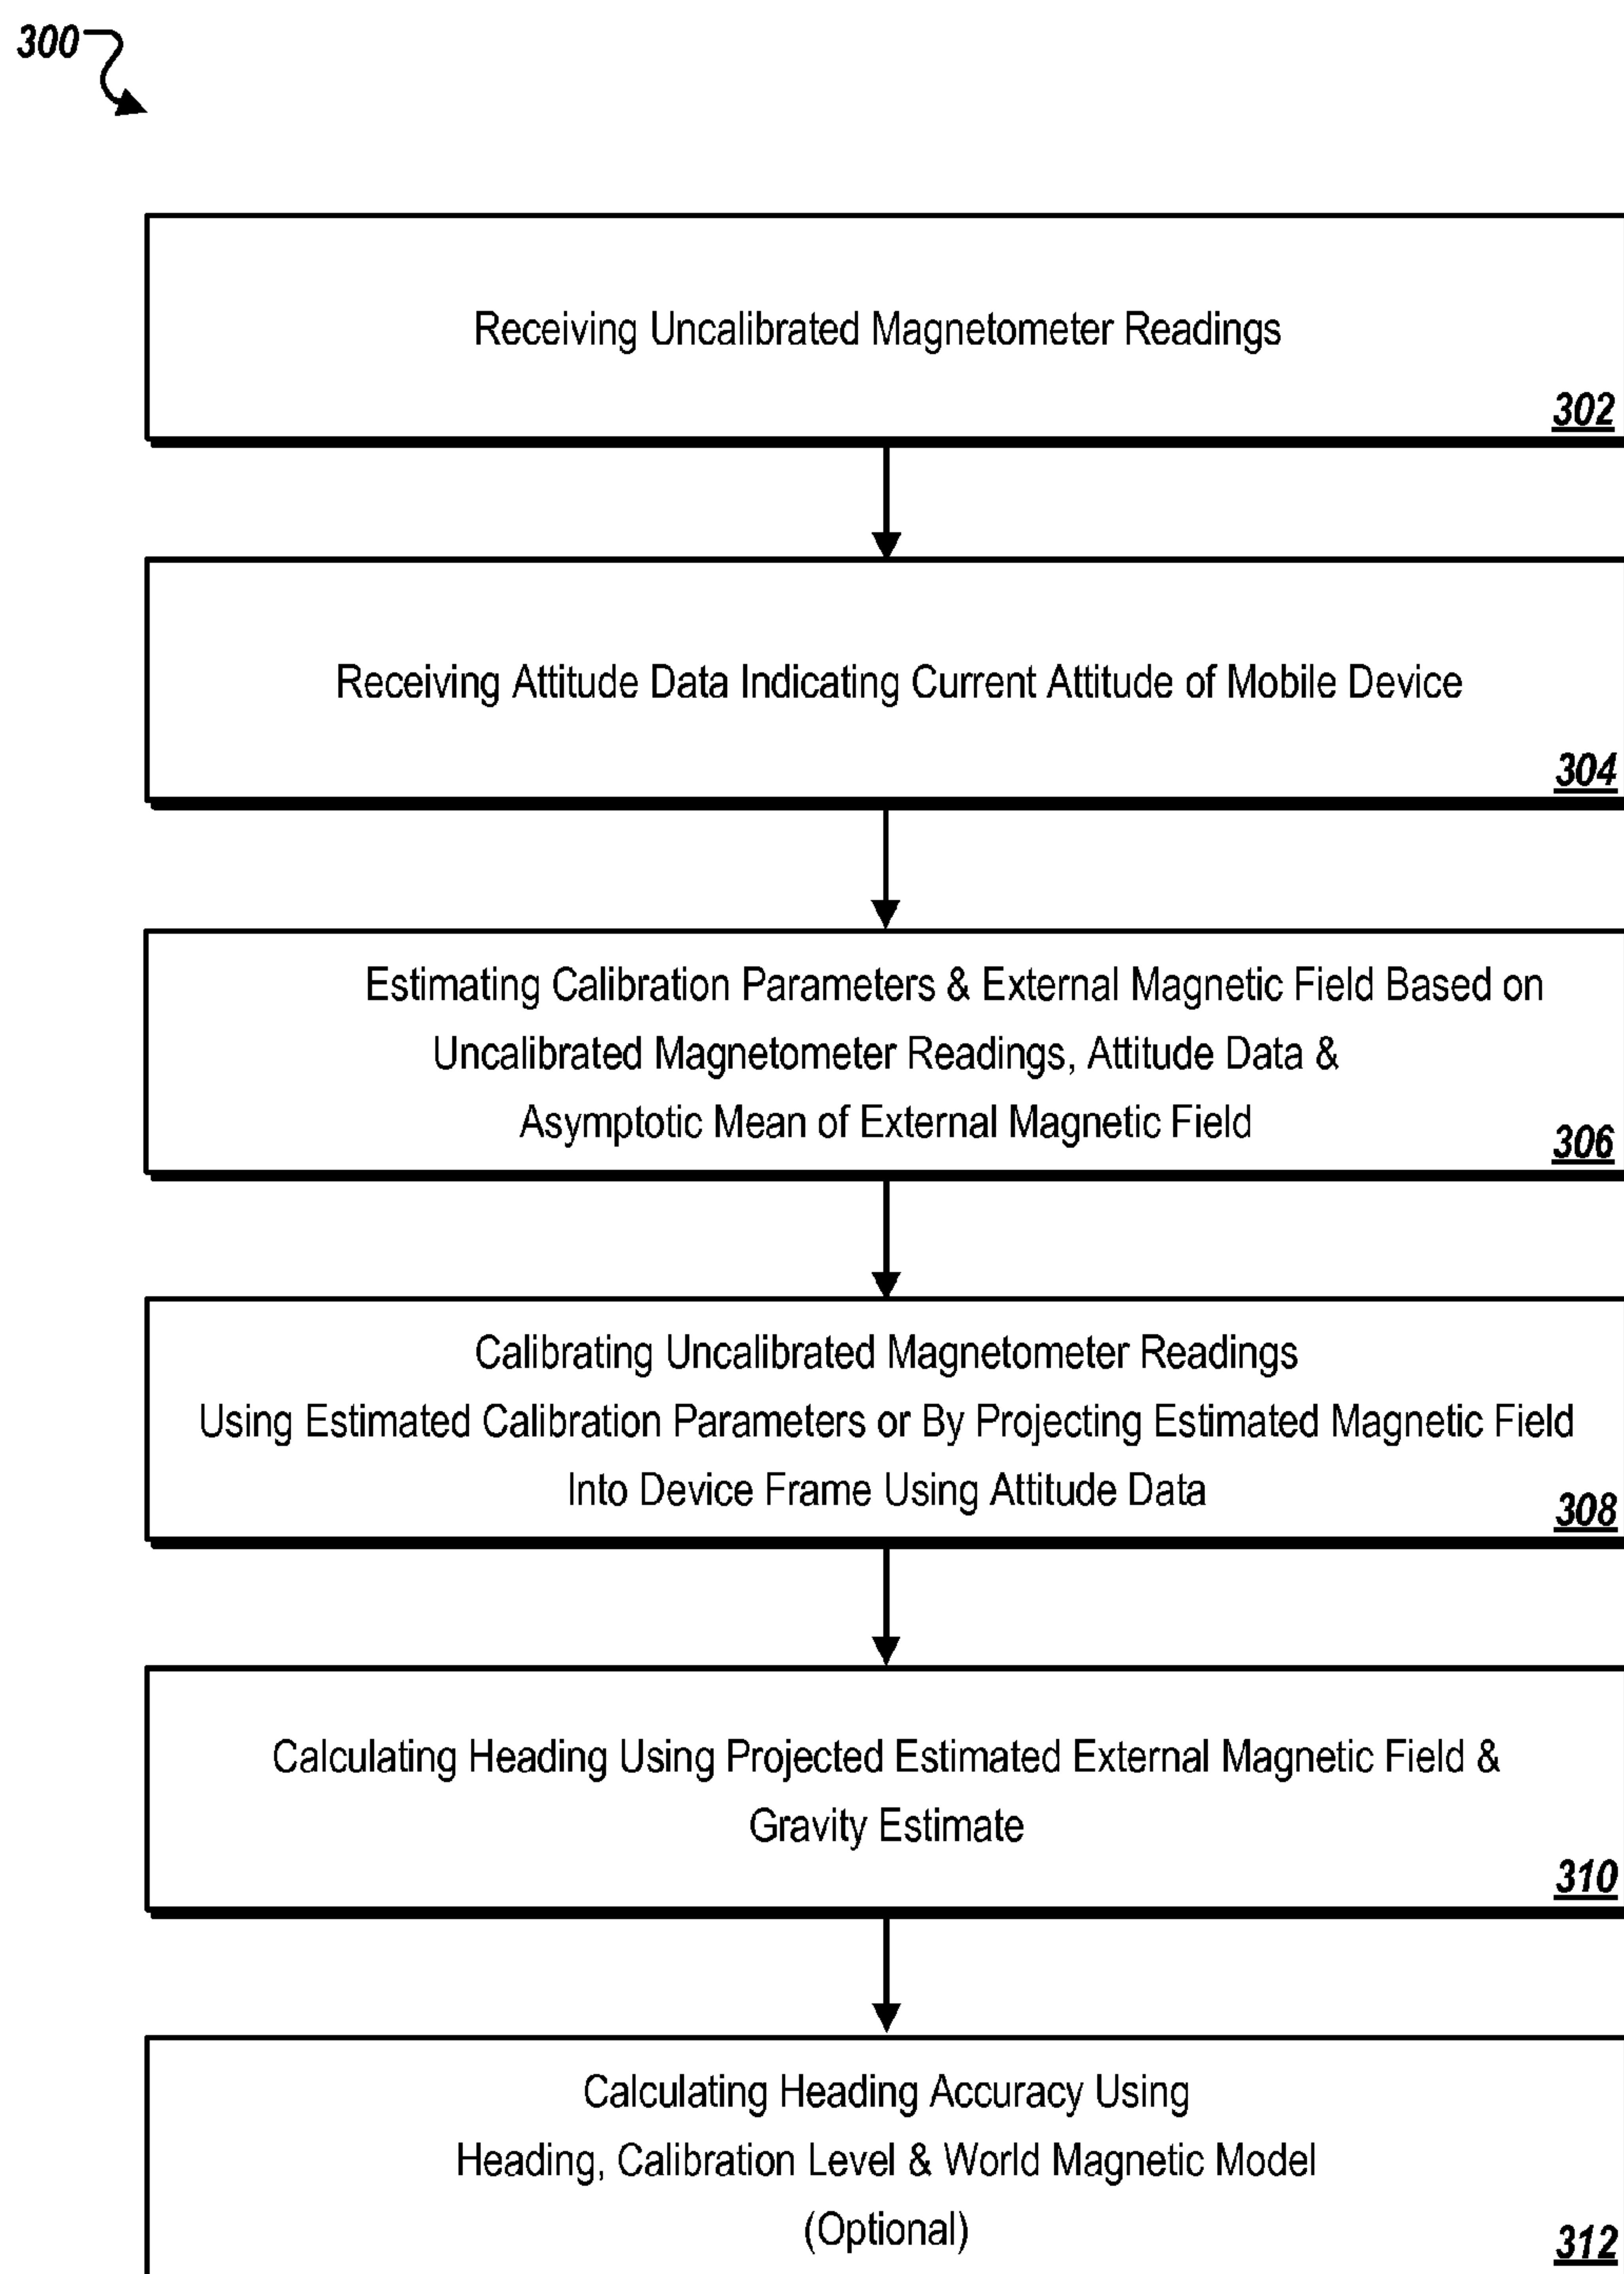 300
Receiving Uncalibrated Magnetometer Readings
302
Receiving Attitude Data Indicating Current Attitude of Mobile Device
304
Estimating Calibration Parameters & External Magnetic Field Based on
Uncalibrated Magnetometer Readings, Attitude Data &
Asymptotic Mean of External Magnetic Field
306
Calibrating Uncalibrated Magnetometer Readings
Using Estimated Calibration Parameters or By Projecting Estimated Magnetic Field
Into Device Frame Using Attitude Data
308
Calculating Heading Using Projected Estimated External Magnetic Field &
Gravity Estimate
310
Calculating Heading Accuracy Using
Heading, Calibration Level & World Magnetic Model
(Optional)
312